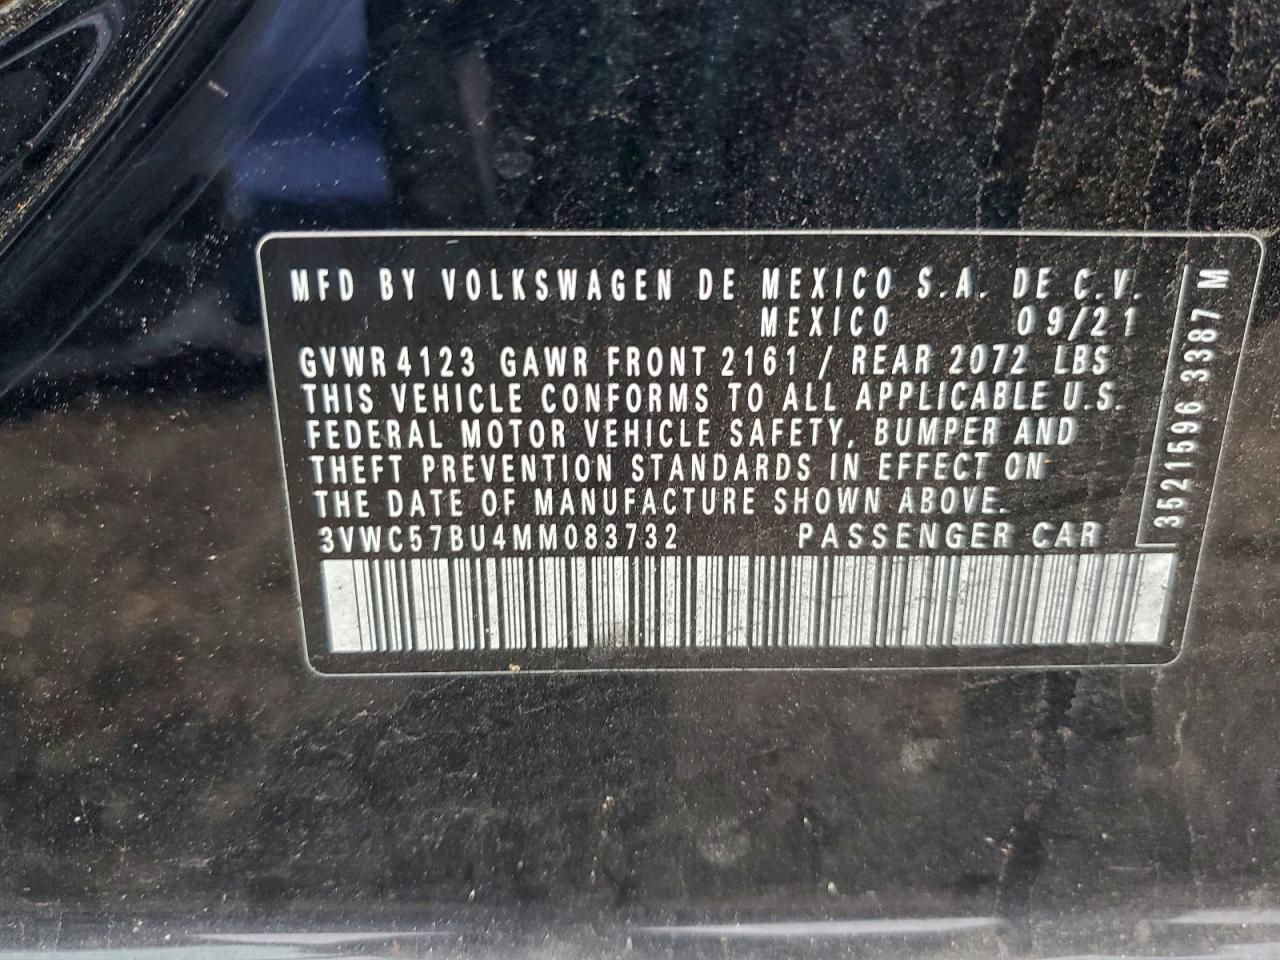 MFD BY VOLKSWAGEN DE MEXICO S.A. DE C.V.
MEXICO 09/21
GVWR 4123 GAWR FRONT 2161 / REAR 2072 LBS
THIS VEHICLE CONFORMS TO ALL APPLICABLE U.S.
FEDERAL MOTOR VEHICLE SAFETY, BUMPER AND
THEFT PREVENTION STANDARDS IN EFFECT ON
THE DATE OF MANUFACTURE SHOWN ABOVE.
3VWC57BU4MM083732 PASSENGER CAR
3521596 3387 M